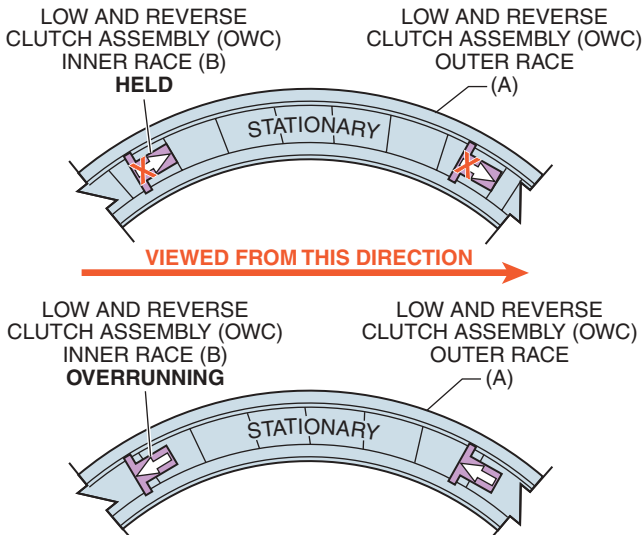 LOW AND REVERSE
CLUTCH ASSEMBLY (OWC)
INNER RACE (B)
HELD
LOW AND REVERSE
CLUTCH ASSEMBLY (OWC)
OUTER RACE
(A)
STATIONARY
VIEWED FROM THIS DIRECTION
LOW AND REVERSE
CLUTCH ASSEMBLY (OWC)
INNER RACE (B)
OVERRUNNING
LOW AND REVERSE
CLUTCH ASSEMBLY (OWC)
OUTER RACE
(A)
STATIONARY